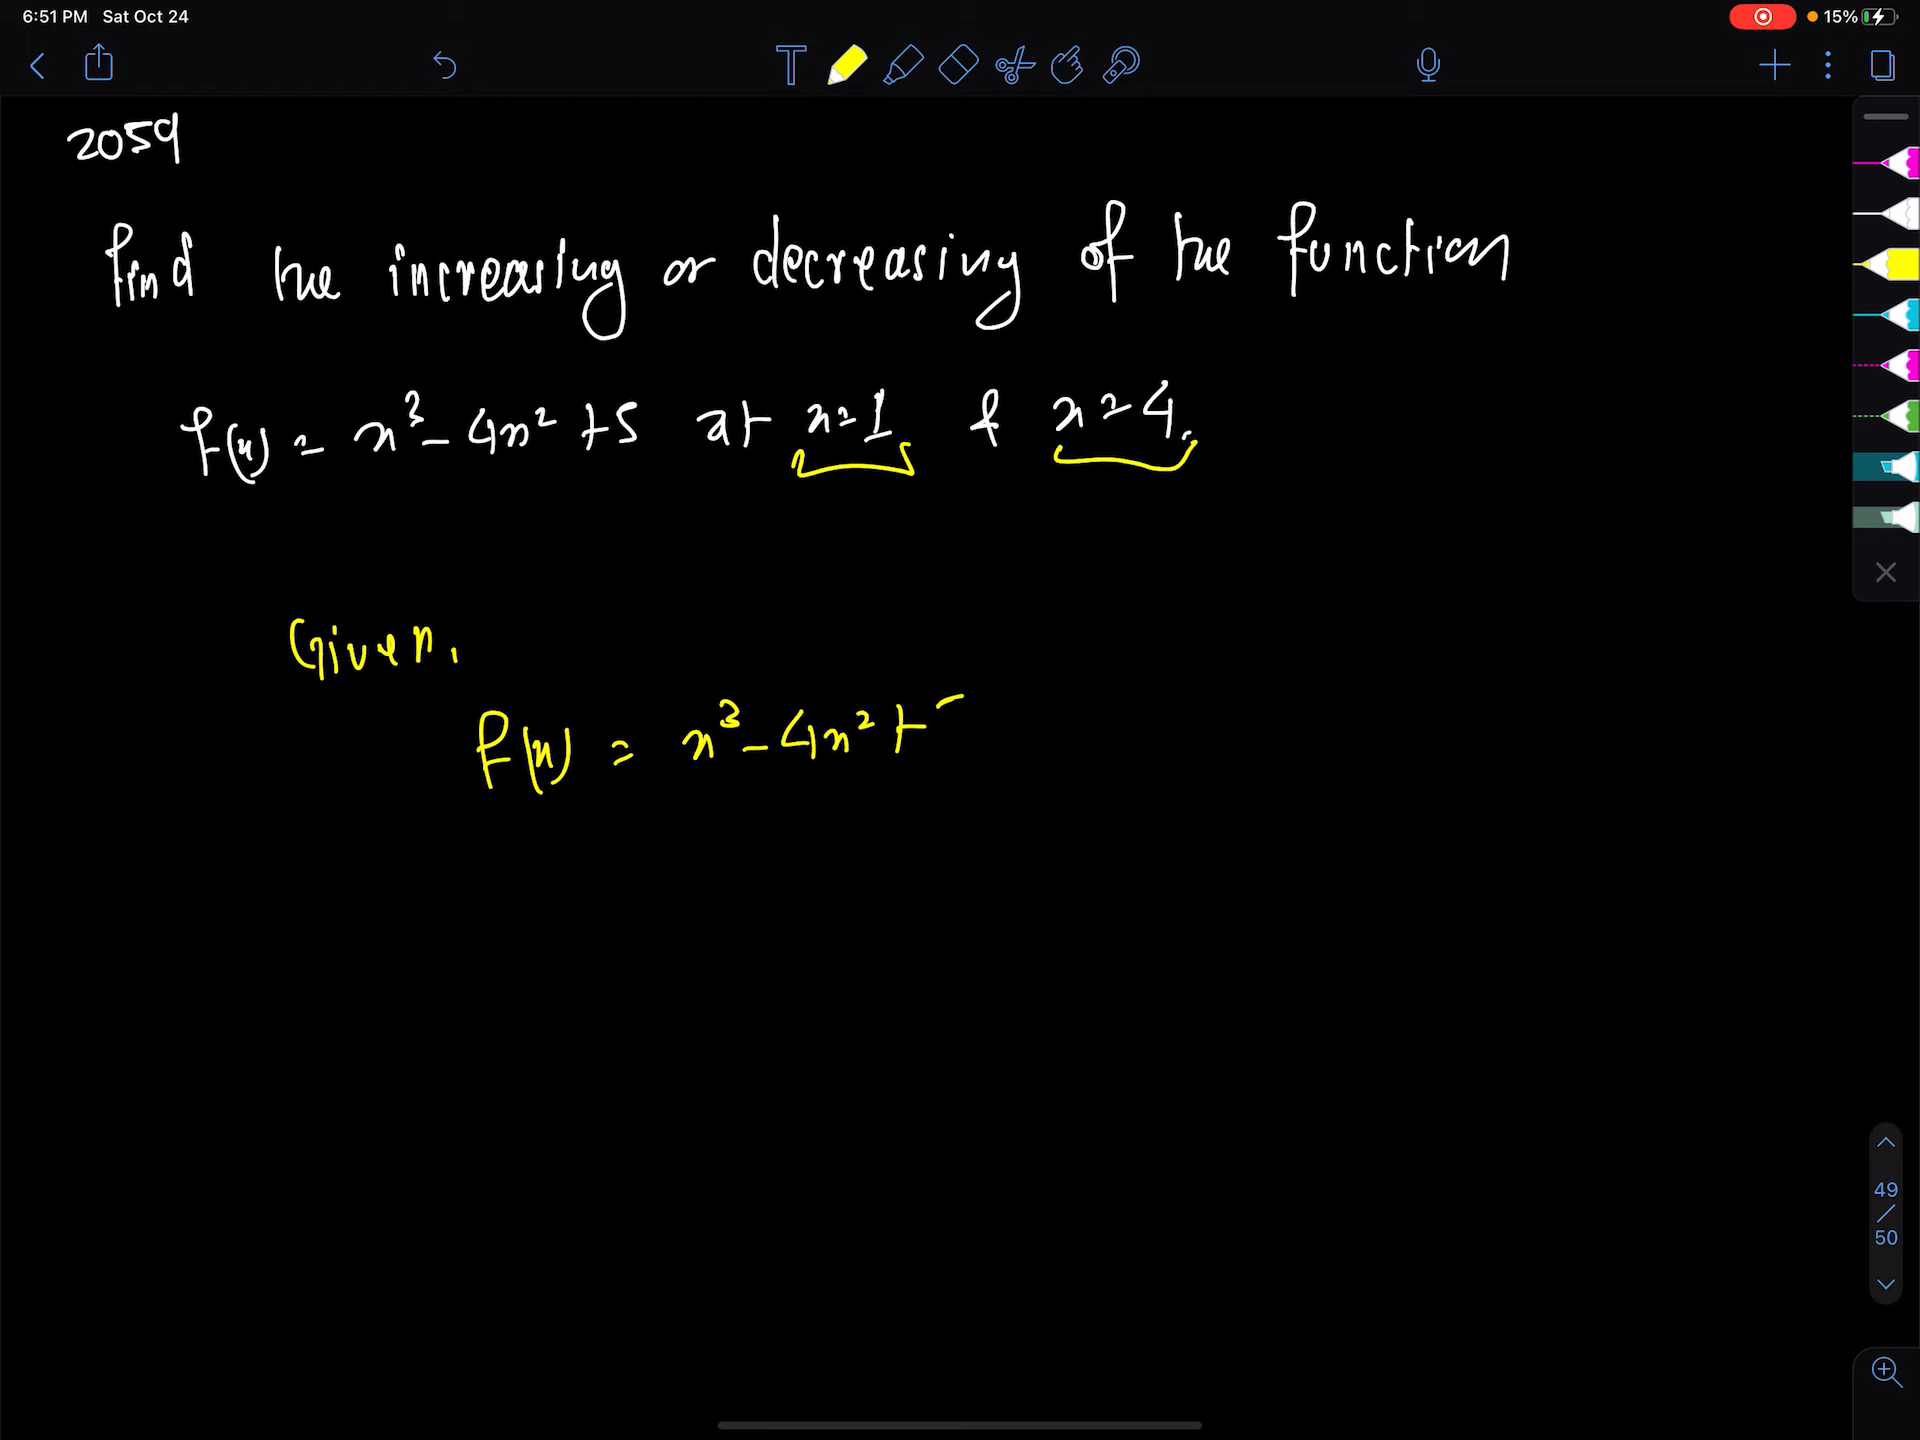 6:51 PM Sat Oct 24
15%
T
2059
find the increasing or decreasing of the function
f(x) = x³ - 4x² + 5 at x = 1 & x = 4.
Given,
f(x) = x³ - 4x² +
49
/
50